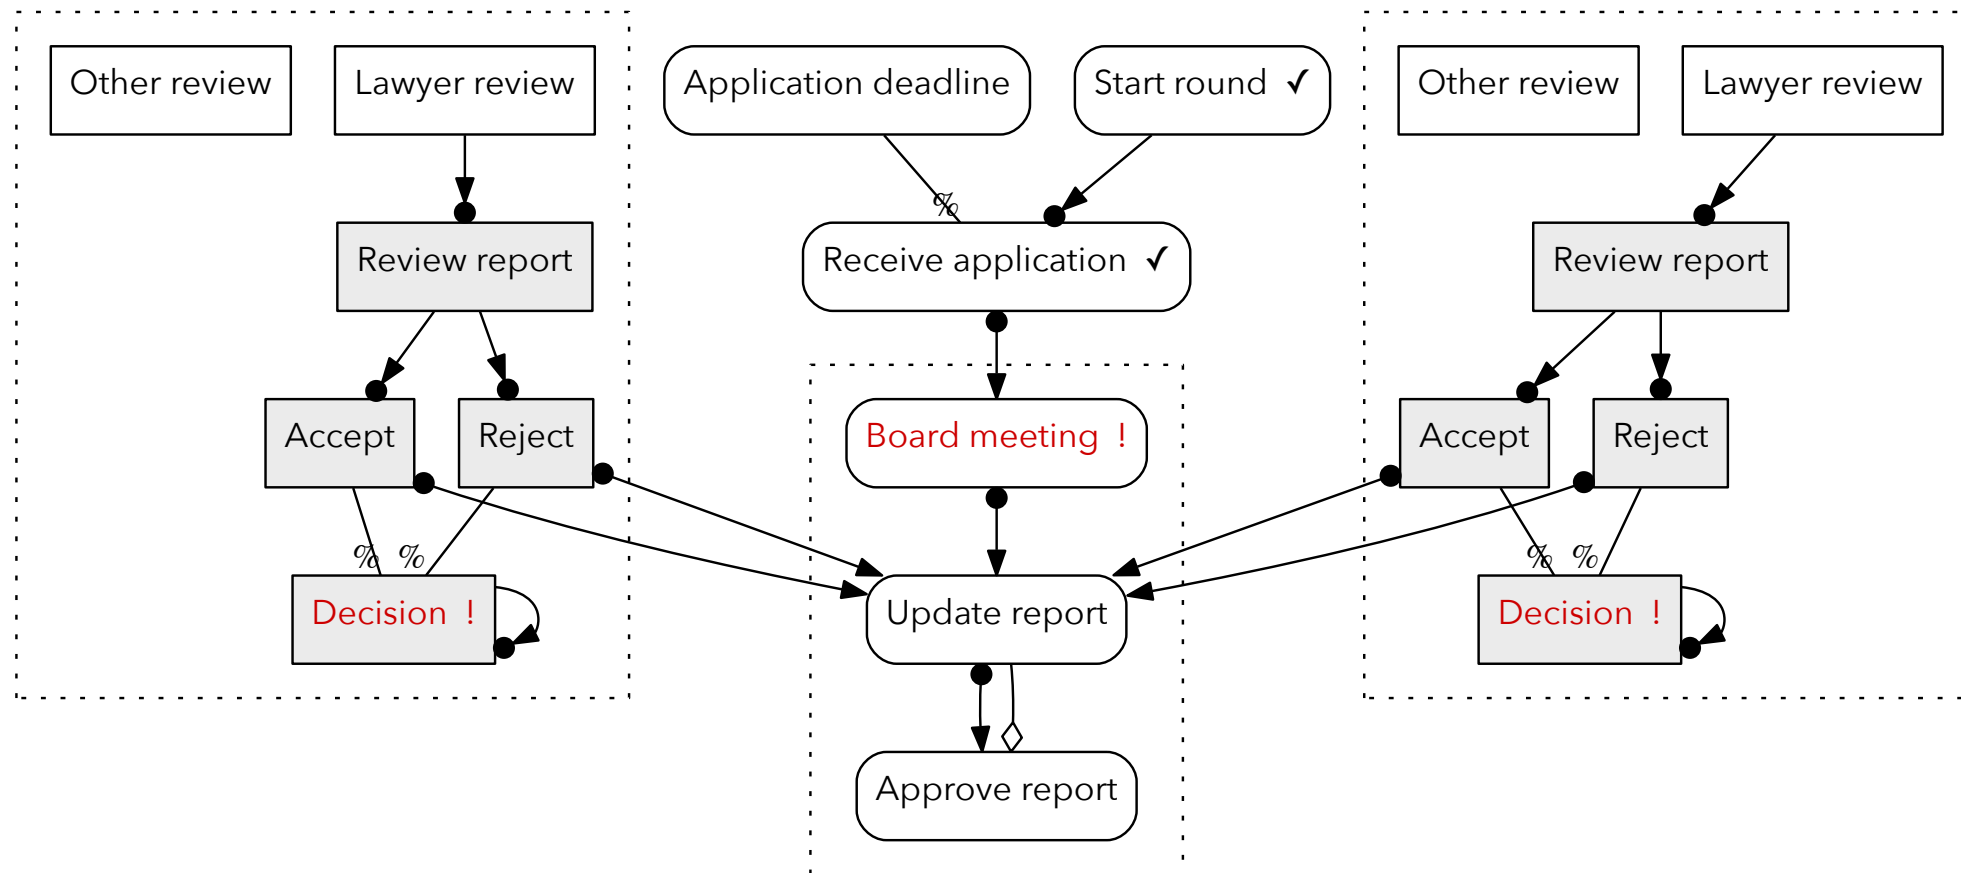 Other review
Lawyer review
Application deadline
Start round ✓
Other review
Lawyer review
%
Review report
Receive application ✓
Review report
Accept
Reject
Board meeting !
Accept
Reject
%
%
%
%
Decision !
Update report
Decision !
Approve report